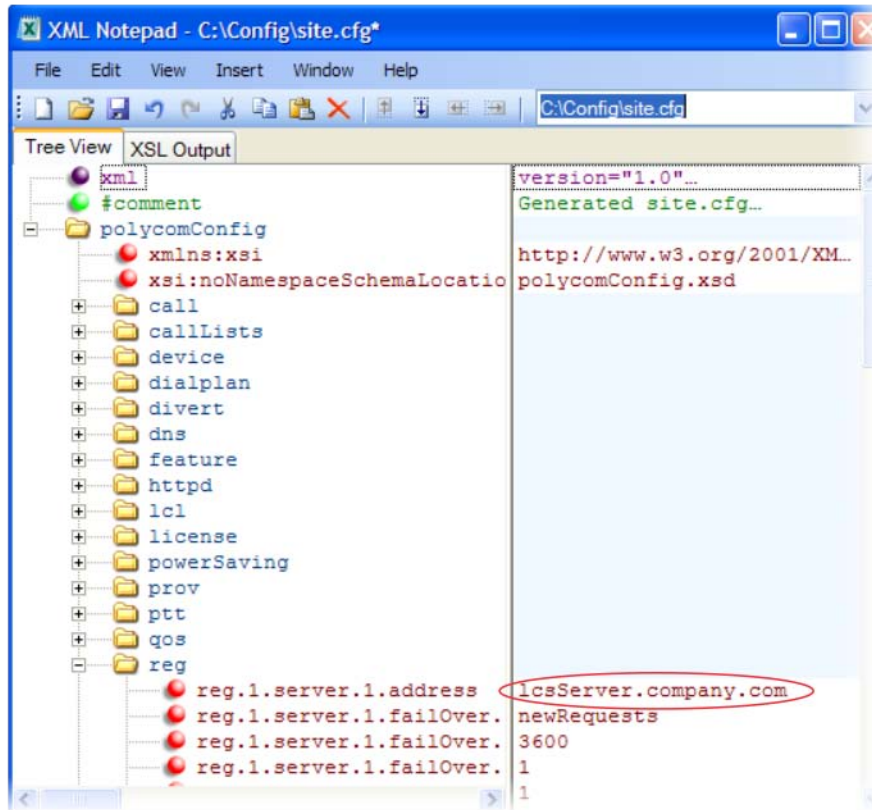 XML Notepad - C:\Config\site.cfg*
File Edit View Insert Window Help
C:\Config\site.cfg
Tree View XSL Output
xml version="1.0"…
#comment Generated site.cfg…
polycomConfig
xmlns:xsi http://www.w3.org/2001/XM…
xsi:noNamespaceSchemaLocatio polycomConfig.xsd
call
callLists
device
dialplan
divert
dns
feature
httpd
lcl
license
powerSaving
prov
ptt
qos
reg
reg.1.server.1.address lcsServer.company.com
reg.1.server.1.failOver. newRequests
reg.1.server.1.failOver. 3600
reg.1.server.1.failOver. 1
1